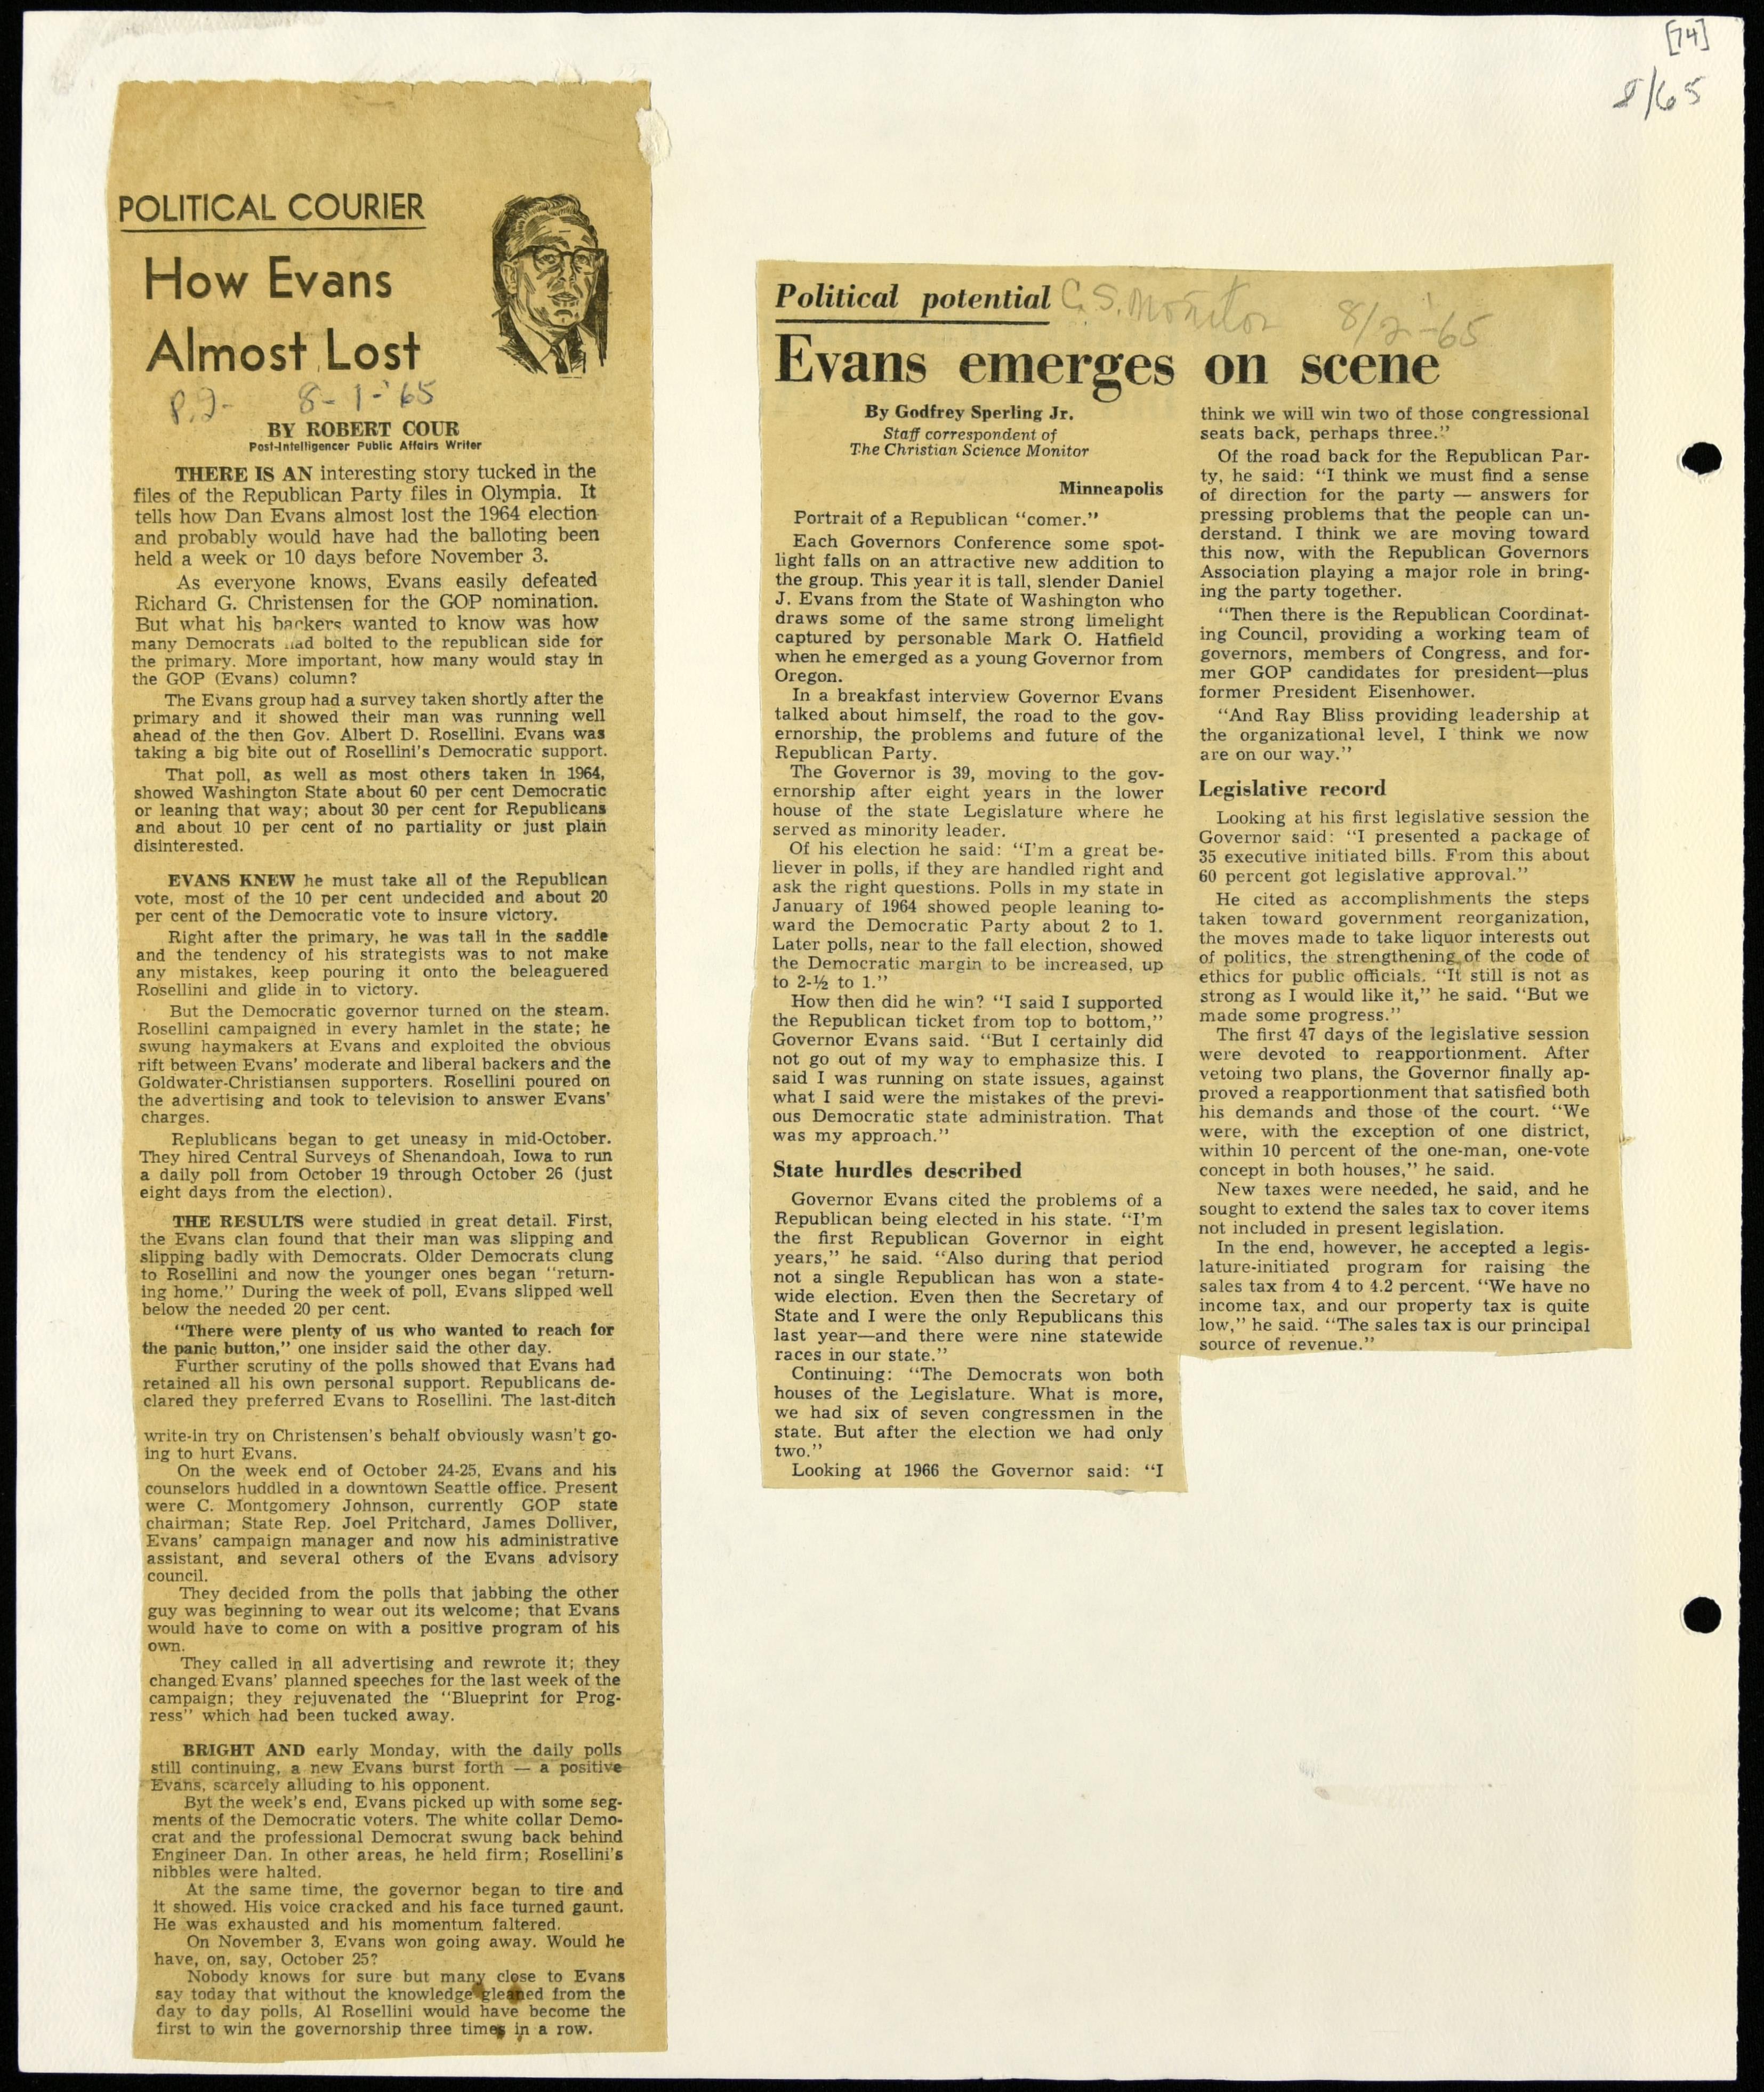 [74]
8/65
POLITICAL COURIER
How Evans
Almost Lost
P.I- 8-1-'65
BY ROBERT COUR
Post-Intelligencer Public Affairs Writer
THERE IS AN interesting story tucked in the
files of the Republican Party files in Olympia. It
tells how Dan Evans almost lost the 1964 election
and probably would have had the balloting been
held a week or 10 days before November 3.
As everyone knows, Evans easily defeated
Richard G. Christensen for the GOP nomination.
But what his backers wanted to know was how
many Democrats had bolted to the republican side for
the primary. More important, how many would stay in
the GOP (Evans) column?
The Evans group had a survey taken shortly after the
primary and it showed their man was running well
ahead of the then Gov. Albert D. Rosellini. Evans was
taking a big bite out of Rosellini's Democratic support.
That poll, as well as most others taken in 1964,
showed Washington State about 60 per cent Democratic
or leaning that way; about 30 per cent for Republicans
and about 10 per cent of no partiality or just plain
disinterested.
EVANS KNEW he must take all of the Republican
vote, most of the 10 per cent undecided and about 20
per cent of the Democratic vote to insure victory.
Right after the primary, he was tall in the saddle
and the tendency of his strategists was to not make
any mistakes, keep pouring it onto the beleaguered
Rosellini and glide in to victory.
But the Democratic governor turned on the steam.
Rosellini campaigned in every hamlet in the state; he
swung haymakers at Evans and exploited the obvious
rift between Evans' moderate and liberal backers and the
Goldwater-Christiansen supporters. Rosellini poured on
the advertising and took to television to answer Evans'
charges.
Replublicans began to get uneasy in mid-October.
They hired Central Surveys of Shenandoah, Iowa to run
a daily poll from October 19 through October 26 (just
eight days from the election).
THE RESULTS were studied in great detail. First,
the Evans clan found that their man was slipping and
slipping badly with Democrats. Older Democrats clung
to Rosellini and now the younger ones began "return-
ing home." During the week of poll, Evans slipped well
below the needed 20 per cent.
"There were plenty of us who wanted to reach for
the panic button," one insider said the other day.
Further scrutiny of the polls showed that Evans had
retained all his own personal support. Republicans de-
clared they preferred Evans to Rosellini. The last-ditch
write-in try on Christensen's behalf obviously wasn't go-
ing to hurt Evans.
On the week end of October 24-25, Evans and his
counselors huddled in a downtown Seattle office. Present
were C. Montgomery Johnson, currently GOP state
chairman; State Rep. Joel Pritchard, James Dolliver,
Evans' campaign manager and now his administrative
assistant, and several others of the Evans advisory
council.
They decided from the polls that jabbing the other
guy was beginning to wear out its welcome; that Evans
would have to come on with a positive program of his
own.
They called in all advertising and rewrote it; they
changed Evans' planned speeches for the last week of the
campaign; they rejuvenated the "Blueprint for Prog-
ress" which had been tucked away.
BRIGHT AND early Monday, with the daily polls
still continuing, a new Evans burst forth — a positive
Evans, scarcely alluding to his opponent.
Byt the week's end, Evans picked up with some seg-
ments of the Democratic voters. The white collar Demo-
crat and the professional Democrat swung back behind
Engineer Dan. In other areas, he held firm; Rosellini's
nibbles were halted.
At the same time, the governor began to tire and
it showed. His voice cracked and his face turned gaunt.
He was exhausted and his momentum faltered.
On November 3, Evans won going away. Would he
have, on, say, October 25?
Nobody knows for sure but many close to Evans
say today that without the knowledge gleaned from the
day to day polls, Al Rosellini would have become the
first to win the governorship three times in a row.
Political potential C.S. Monitor 8/2-'65
Evans emerges on scene
By Godfrey Sperling Jr.
Staff correspondent of
The Christian Science Monitor
Minneapolis
Portrait of a Republican "comer."
Each Governors Conference some spot-
light falls on an attractive new addition to
the group. This year it is tall, slender Daniel
J. Evans from the State of Washington who
draws some of the same strong limelight
captured by personable Mark O. Hatfield
when he emerged as a young Governor from
Oregon.
In a breakfast interview Governor Evans
talked about himself, the road to the gov-
ernorship, the problems and future of the
Republican Party.
The Governor is 39, moving to the gov-
ernorship after eight years in the lower
house of the state Legislature where he
served as minority leader.
Of his election he said: "I'm a great be-
liever in polls, if they are handled right and
ask the right questions. Polls in my state in
January of 1964 showed people leaning to-
ward the Democratic Party about 2 to 1.
Later polls, near to the fall election, showed
the Democratic margin to be increased, up
to 2-½ to 1."
How then did he win? "I said I supported
the Republican ticket from top to bottom,"
Governor Evans said. "But I certainly did
not go out of my way to emphasize this. I
said I was running on state issues, against
what I said were the mistakes of the previ-
ous Democratic state administration. That
was my approach."
State hurdles described
Governor Evans cited the problems of a
Republican being elected in his state. "I'm
the first Republican Governor in eight
years," he said. "Also during that period
not a single Republican has won a state-
wide election. Even then the Secretary of
State and I were the only Republicans this
last year—and there were nine statewide
races in our state."
Continuing: "The Democrats won both
houses of the Legislature. What is more,
we had six of seven congressmen in the
state. But after the election we had only
two."
Looking at 1966 the Governor said: "I
think we will win two of those congressional
seats back, perhaps three."
Of the road back for the Republican Par-
ty, he said: "I think we must find a sense
of direction for the party — answers for
pressing problems that the people can un-
derstand. I think we are moving toward
this now, with the Republican Governors
Association playing a major role in bring-
ing the party together.
"Then there is the Republican Coordinat-
ing Council, providing a working team of
governors, members of Congress, and for-
mer GOP candidates for president—plus
former President Eisenhower.
"And Ray Bliss providing leadership at
the organizational level, I think we now
are on our way."
Legislative record
Looking at his first legislative session the
Governor said: "I presented a package of
35 executive initiated bills. From this about
60 percent got legislative approval."
He cited as accomplishments the steps
taken toward government reorganization,
the moves made to take liquor interests out
of politics, the strengthening of the code of
ethics for public officials. "It still is not as
strong as I would like it," he said. "But we
made some progress."
The first 47 days of the legislative session
were devoted to reapportionment. After
vetoing two plans, the Governor finally ap-
proved a reapportionment that satisfied both
his demands and those of the court. "We
were, with the exception of one district,
within 10 percent of the one-man, one-vote
concept in both houses," he said.
New taxes were needed, he said, and he
sought to extend the sales tax to cover items
not included in present legislation.
In the end, however, he accepted a legis-
lature-initiated program for raising the
sales tax from 4 to 4.2 percent. "We have no
income tax, and our property tax is quite
low," he said. "The sales tax is our principal
source of revenue."